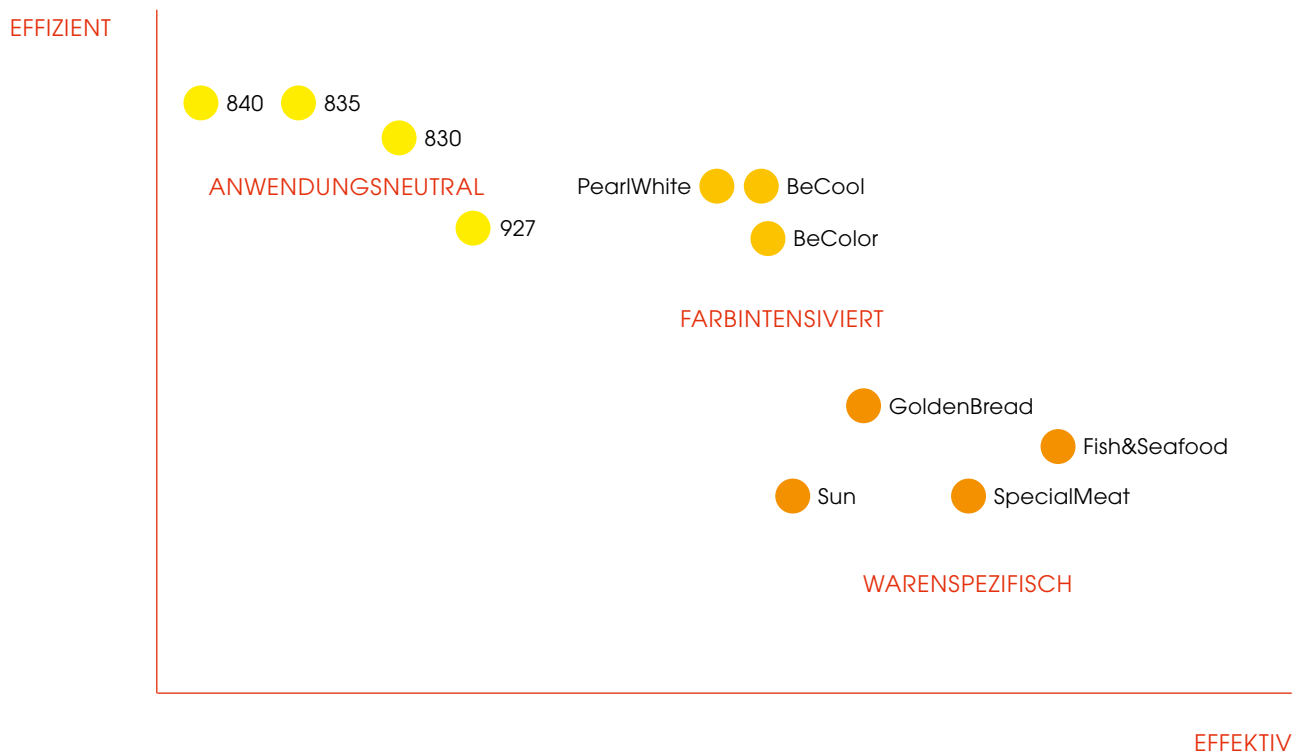 EFFIZIENT
840
835
830
ANWENDUNGSNEUTRAL
PearlWhite
BeCool
927
BeColor
FARBINTENSIVIERT
GoldenBread
Fish&Seafood
Sun
SpecialMeat
WARENSPEZIFISCH
EFFEKTIV